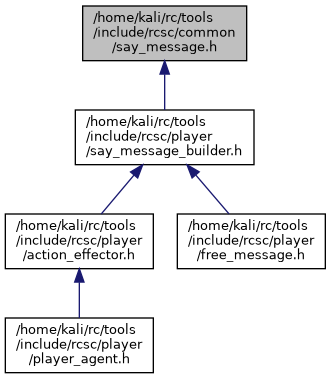 /home/kali/rc/tools
/include/rcsc/common
/say_message.h
/home/kali/rc/tools
/include/rcsc/player
/say_message_builder.h
/home/kali/rc/tools
/include/rcsc/player
/action_effector.h
/home/kali/rc/tools
/include/rcsc/player
/free_message.h
/home/kali/rc/tools
/include/rcsc/player
/player_agent.h